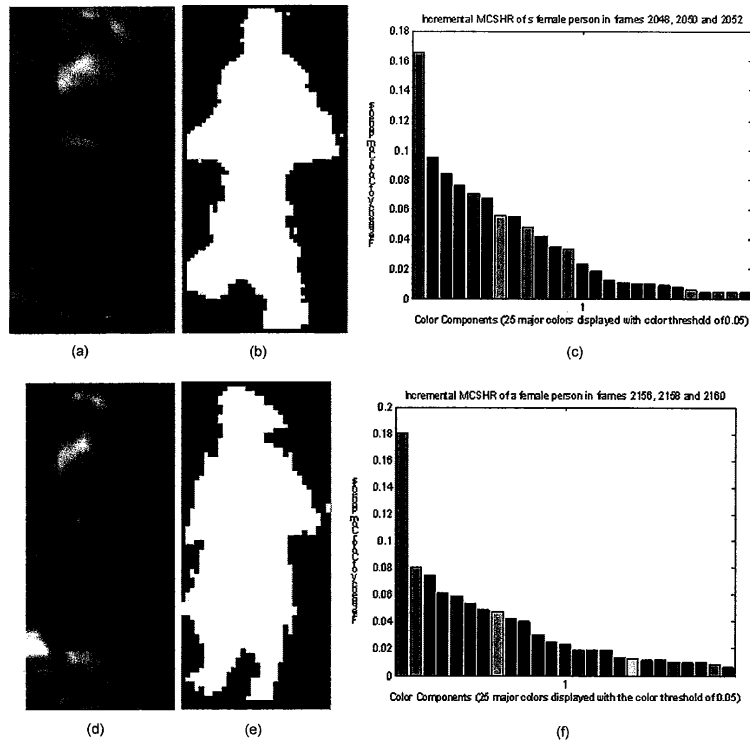 Incremental MCSHR of s female person in frames 2048, 2050 and 2052
0.18
0.16
0.14
0.12
0.1
0.08
0.06
0.04
0.02
0
1
Color Components (25 major colors displayed with color threshold of 0.05)
(a)
(b)
(c)
Incremental MCSHR of a female person in frames 2156, 2158 and 2160
0.2
0.18
0.16
0.14
0.12
0.1
0.08
0.06
0.04
0.02
0
1
Color Components (25 major colors displayed with the color threshold of 0.05)
(d)
(e)
(f)